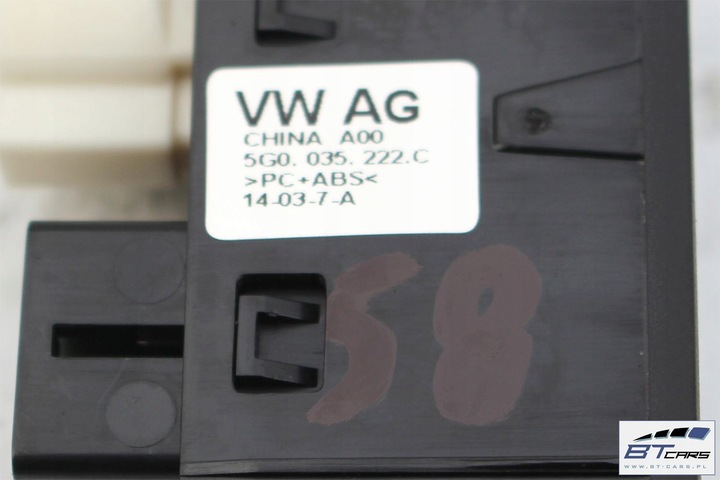 VW AG
CHINA A00
5G0. 035. 222.C
>PC+ABS<
14-03-7-A
58
BTCARS
WWW.BT-CARS.PL